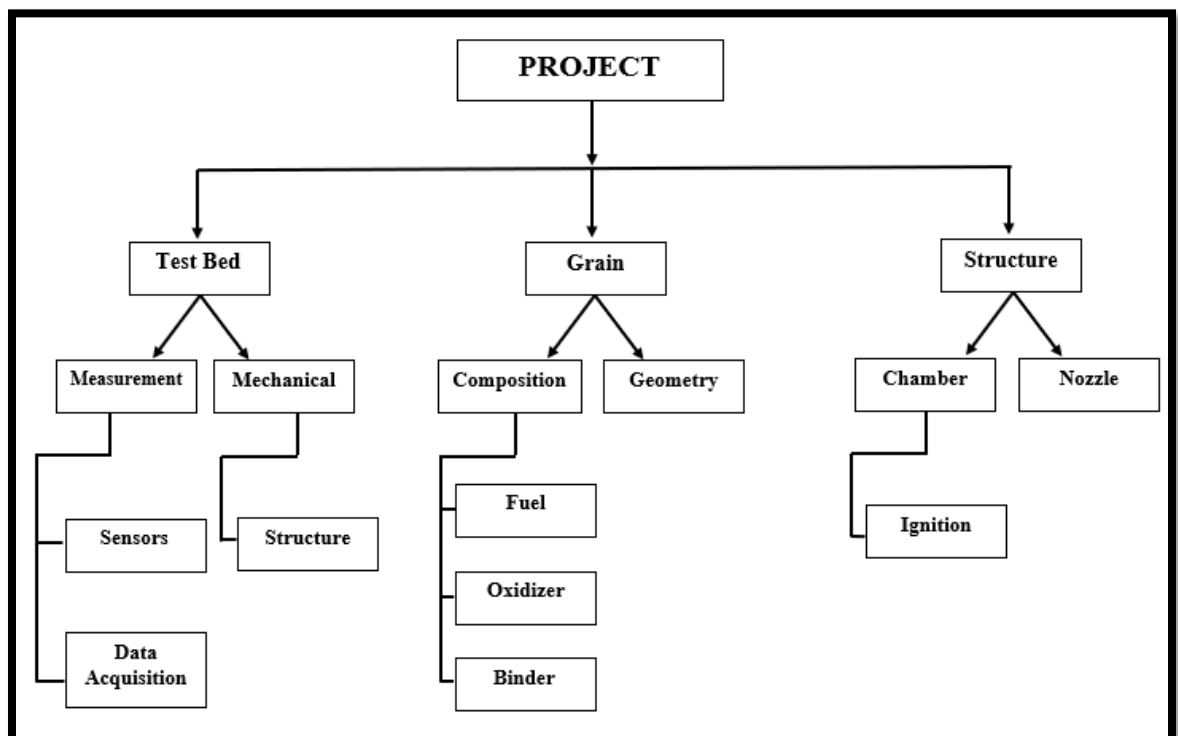 PROJECT
Test Bed
Grain
Structure
Measurement
Mechanical
Composition
Geometry
Chamber
Nozzle
Sensors
Structure
Fuel
Ignition
Oxidizer
Data
Acquisition
Binder